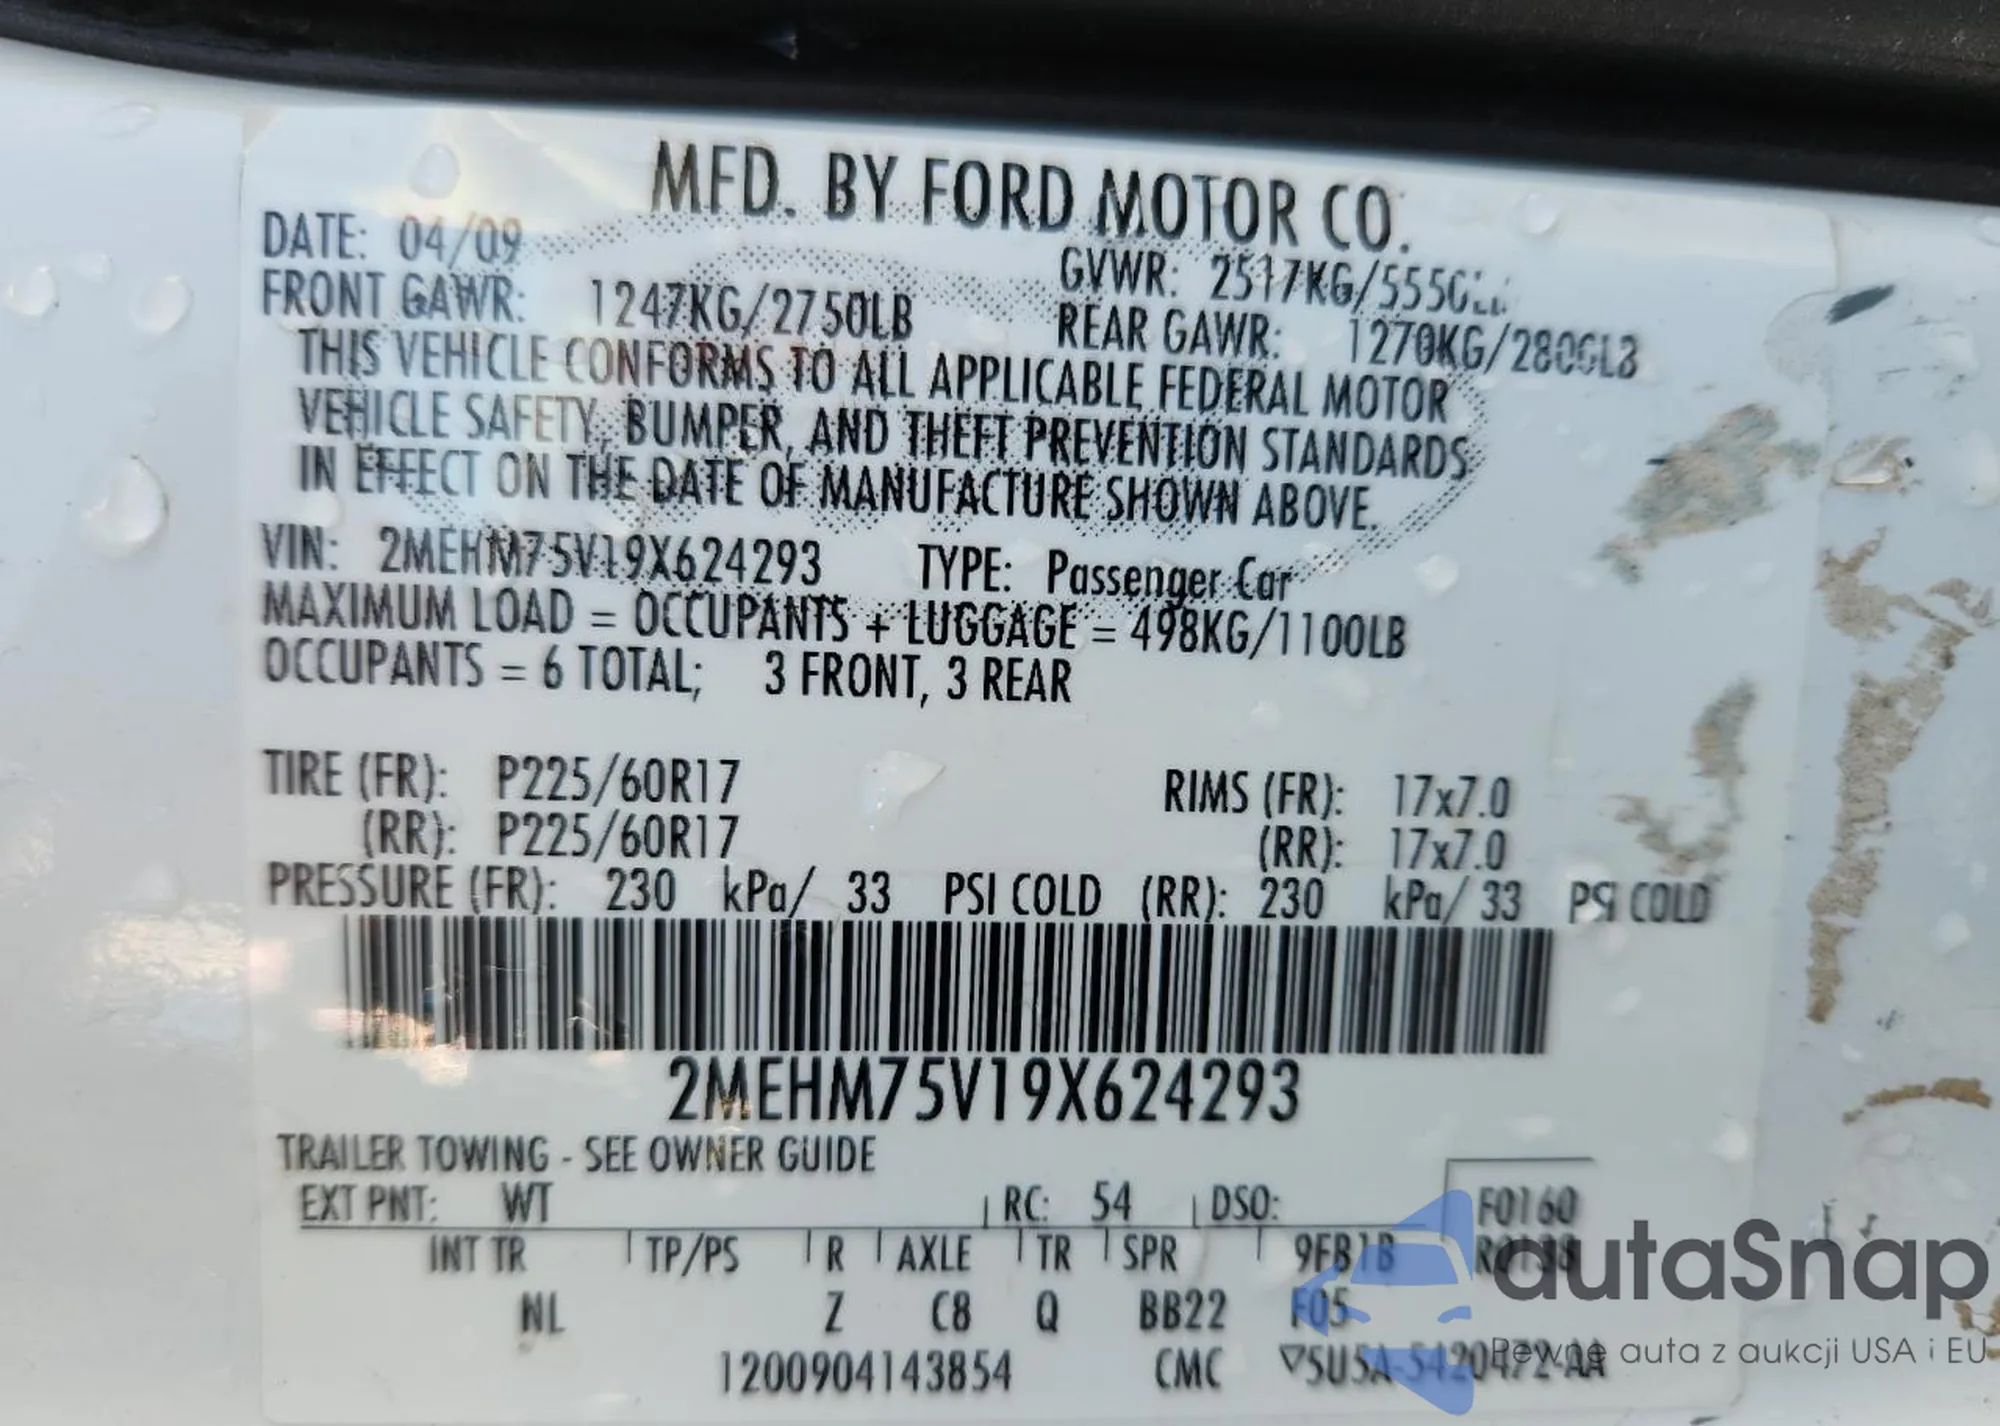 MFD. BY FORD MOTOR CO.
DATE: 04/09
GVWR: 2517KG/5550LB
FRONT GAWR: 1247KG/2750LB
REAR GAWR: 1270KG/2800LB
THIS VEHICLE CONFORMS TO ALL APPLICABLE FEDERAL MOTOR
VEHICLE SAFETY, BUMPER, AND THEFT PREVENTION STANDARDS
IN EFFECT ON THE DATE OF MANUFACTURE SHOWN ABOVE.
VIN: 2MEHM75V19X624293 TYPE: Passenger Car
MAXIMUM LOAD = OCCUPANTS + LUGGAGE = 498KG/1100LB
OCCUPANTS = 6 TOTAL; 3 FRONT, 3 REAR
TIRE (FR): P225/60R17 RIMS (FR): 17x7.0
(RR): P225/60R17 (RR): 17x7.0
PRESSURE (FR): 230 kPa/ 33 PSI COLD (RR): 230 kPa/ 33 PSI COLD
2MEHM75V19X624293
TRAILER TOWING - SEE OWNER GUIDE
EXT PNT: WT RC: 54 DSO: F0160
INT TR TP/PS R AXLE TR SPR 9FB1B R0138
NL Z C8 Q BB22 F05
1200904143854 CMC ▽5U5A-5420472-AA
autaSnap
Pewne auta z aukcji USA i EU